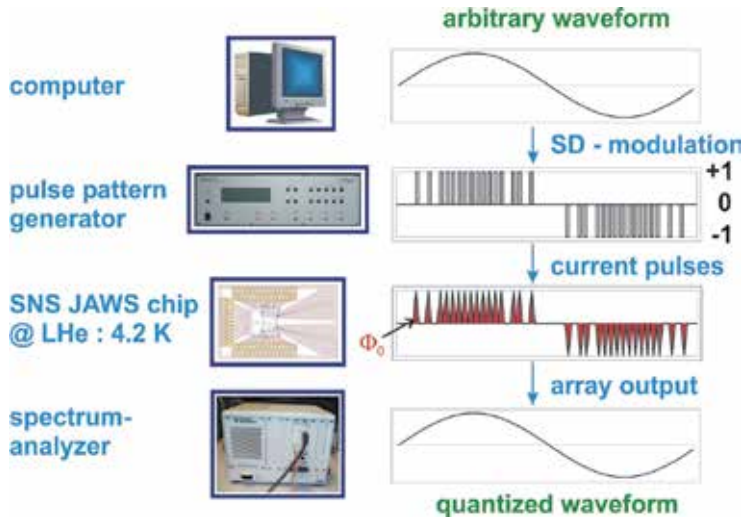 arbitrary waveform
computer
SD - modulation
pulse pattern
generator
+1
0
-1
current pulses
SNS JAWS chip
@ LHe : 4.2 K
Φ₀
array output
spectrum-
analyzer
quantized waveform